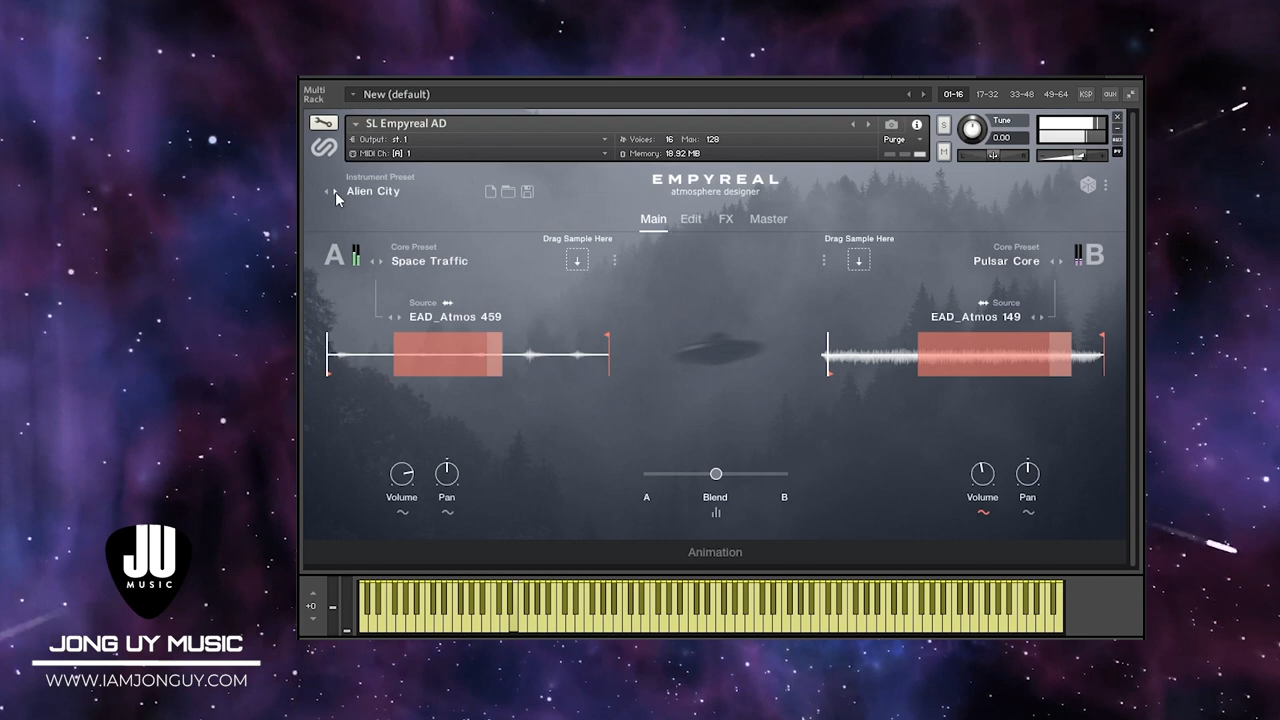 Multi
Rack
New (default)
01-16 17-32 33-48 49-64 KSP aux
SL Empyreal AD
Purge
S
M
Tune
0.00
Output: st. 1
Voices: 16 Max: 128
MIDI Ch: [A] 1
Memory: 18.92 MB
AUX
PV
Instrument Preset
Alien City
EMPYREAL
atmosphere designer
Main Edit FX Master
A
Core Preset
Space Traffic
Drag Sample Here
Drag Sample Here
Core Preset
Pulsar Core
B
Source
EAD_Atmos 459
Source
EAD_Atmos 149
Volume Pan
A Blend B
Volume Pan
Animation
+0
JU
MUSIC
JONG UY MUSIC
WWW.IAMJONGUY.COM